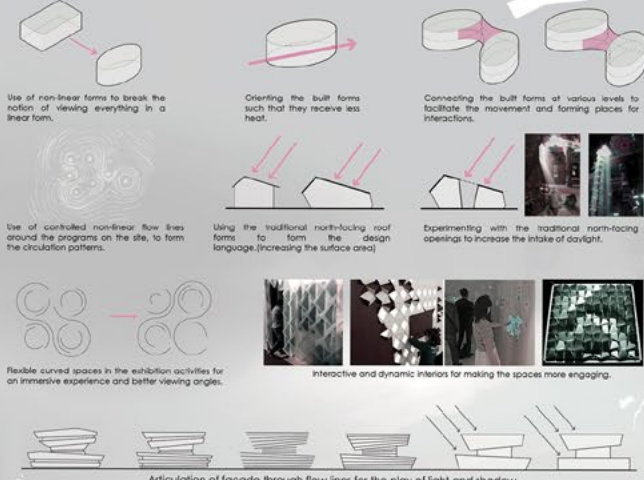 Use of non-linear forms to break the
notion of viewing everything in a
linear form.
Orienting the built forms
such that they receive less
heat.
Connecting the built forms at various levels to
facilitate the movement and forming places for
interactions.
Use of controlled non-linear flow lines
around the programs on the site, to form
the circulation patterns.
Using the traditional north-facing roof
forms to form the design
language.(increasing the surface area)
Experimenting with the traditional north-facing
openings to increase the intake of daylight.
Flexible curved spaces in the exhibition activities for
an immersive experience and better viewing angles.
Interactive and dynamic interiors for making the spaces more engaging.
Articulation of facade through flow lines for the play of light and shadow